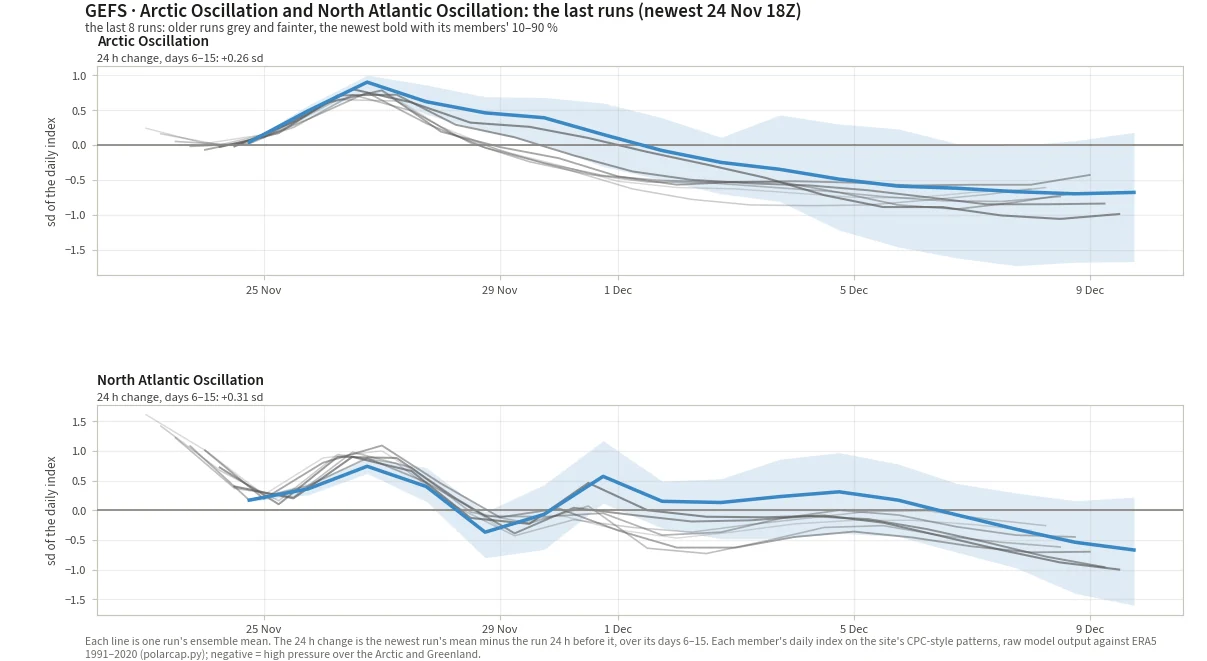 GEFS · Arctic Oscillation and North Atlantic Oscillation: the last runs (newest 24 Nov 18Z)
the last 8 runs: older runs grey and fainter, the newest bold with its members' 10–90 %
Arctic Oscillation
24 h change, days 6–15: +0.26 sd
1.0
0.5
0.0
−0.5
−1.0
−1.5
sd of the daily index
25 Nov 29 Nov 1 Dec 5 Dec 9 Dec
North Atlantic Oscillation
24 h change, days 6–15: +0.31 sd
1.5
1.0
0.5
0.0
−0.5
−1.0
−1.5
sd of the daily index
25 Nov 29 Nov 1 Dec 5 Dec 9 Dec
Each line is one run's ensemble mean. The 24 h change is the newest run's mean minus the run 24 h before it, over its days 6–15. Each member's daily index on the site's CPC-style patterns, raw model output against ERA5
1991–2020 (polarcap.py); negative = high pressure over the Arctic and Greenland.